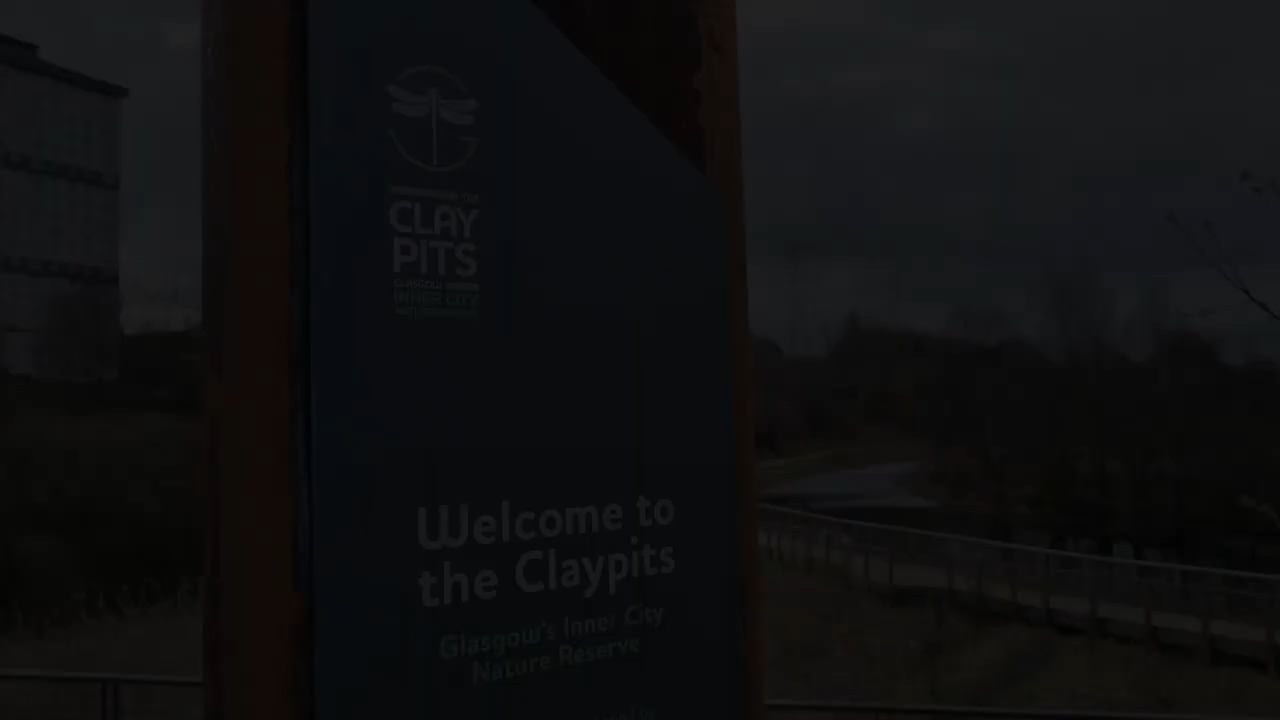 CLAY
PITS
GLASGOW
INNER CITY
Welcome to
the Claypits
Glasgow's Inner City
Nature Reserve